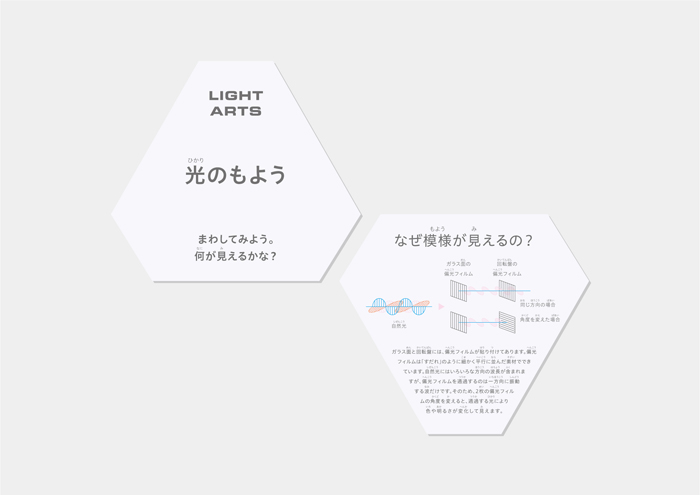 LIGHT
ARTS
ひかり
光のもよう
まわしてみよう。
なに み
何が見えるかな？
もよう み
なぜ模様が見えるの？
ガラス面の
偏光フィルム
回転盤の
偏光フィルム
同じ方向の場合
角度を変えた場合
自然光
ガラス面と回転盤には、偏光フィルムが貼り付けてあります。偏光
フィルムは「すだれ」のように細かく平行に並んだ素材ででき
ています。自然光にはいろいろな方向の波長が含まれま
すが、偏光フィルムを通過するのは一方向に振動
する波だけです。そのため、2枚の偏光フィル
ムの角度を変えると、通過する光により
色や明るさが変化して見えます。